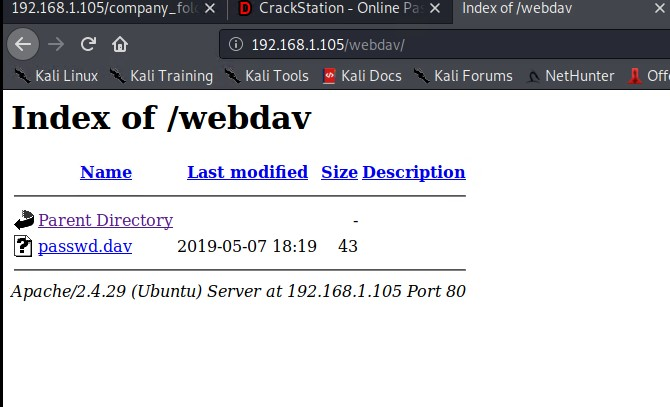 192.168.1.105/company_fol
CrackStation - Online Pas
Index of /webdav
192.168.1.105/webdav/
Kali Linux Kali Training Kali Tools Kali Docs Kali Forums NetHunter Offe
Index of /webdav
Name Last modified Size Description
Parent Directory -
passwd.dav 2019-05-07 18:19 43
Apache/2.4.29 (Ubuntu) Server at 192.168.1.105 Port 80